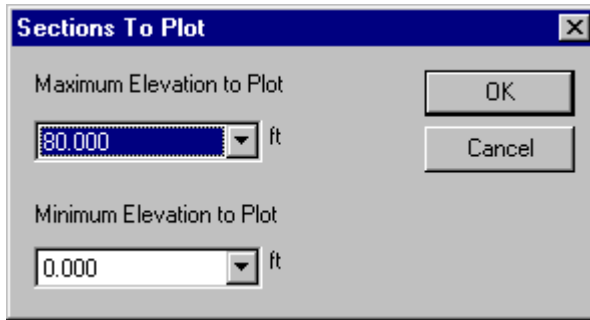 Sections To Plot
Maximum Elevation to Plot
80.000 ft
Minimum Elevation to Plot
0.000 ft
OK
Cancel